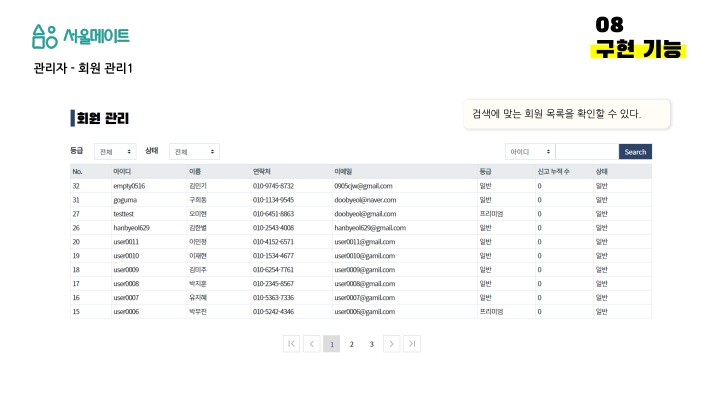 서울메이트
08
구현 기능
관리자 - 회원 관리1
회원 관리
검색에 맞는 회원 목록을 확인할 수 있다.
등급 전체 상태 전체 아이디 Search
No. 아이디 이름 연락처 이메일 등급 신고 누적 수 상태
32 empty0516 김민기 010-9745-8732 0905cjw@gmail.com 일반 0 일반
31 goguma 구희동 010-1134-9545 doobyeol@naver.com 일반 0 일반
27 testtest 오미현 010-6451-8863 doobyeol@gmail.com 프리미엄 0 일반
26 hanbyeol629 김한별 010-2543-4008 hanbyeol629@gmail.com 일반 0 일반
20 user0011 이민정 010-4152-6571 user0011@gmail.com 일반 0 일반
19 user0010 이재현 010-1534-4677 user0010@gamil.com 일반 0 일반
18 user0009 김미주 010-6254-7761 user0009@gamil.com 일반 0 일반
17 user0008 박지훈 010-2345-8567 user0008@gmail.com 일반 0 일반
16 user0007 유지혜 010-5363-7336 user0007@gamil.com 일반 0 일반
15 user0006 박무진 010-5242-4346 user0006@gamil.com 프리미엄 0 일반
1 2 3